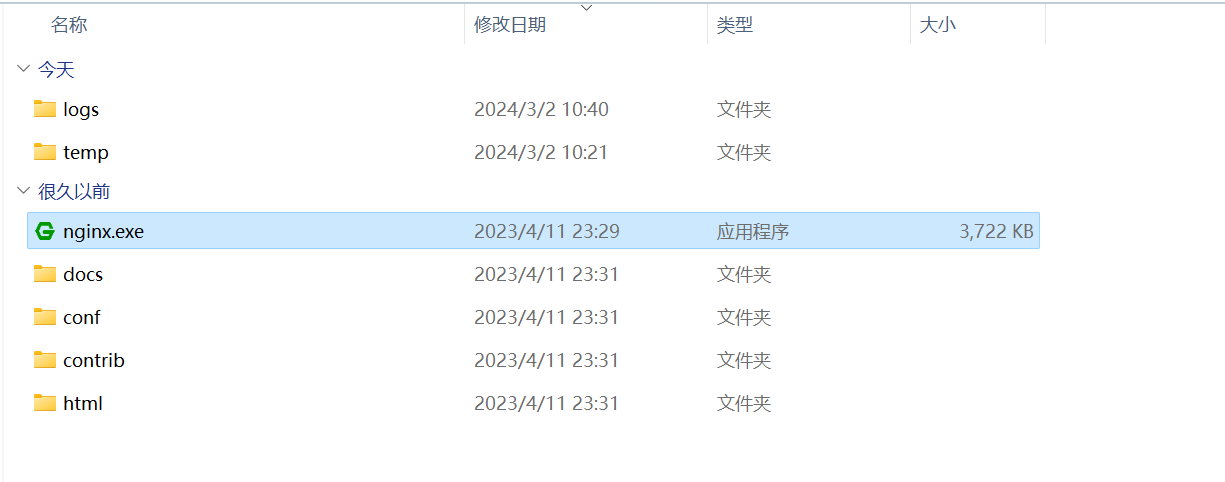 名称 修改日期 类型 大小
今天
logs 2024/3/2 10:40 文件夹
temp 2024/3/2 10:21 文件夹
很久以前
nginx.exe 2023/4/11 23:29 应用程序 3,722 KB
docs 2023/4/11 23:31 文件夹
conf 2023/4/11 23:31 文件夹
contrib 2023/4/11 23:31 文件夹
html 2023/4/11 23:31 文件夹